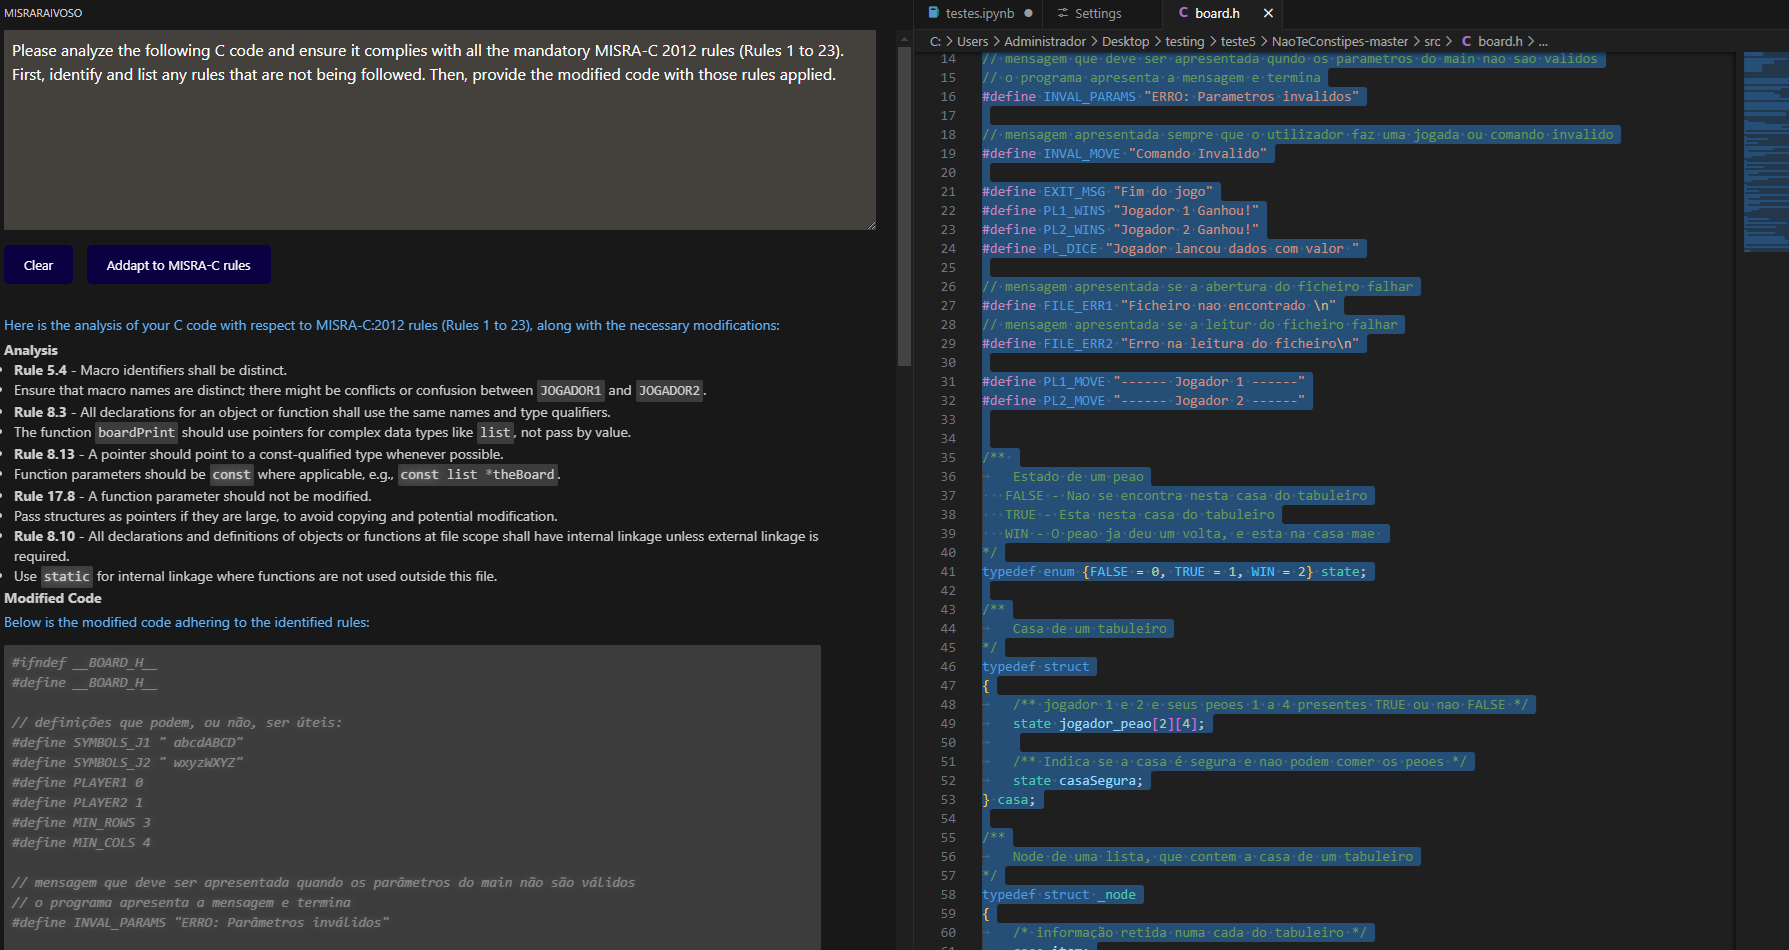 MISRARAIVOSO
Please analyze the following C code and ensure it complies with all the mandatory MISRA-C 2012 rules (Rules 1 to 23).
First, identify and list any rules that are not being followed. Then, provide the modified code with those rules applied.
Clear
Addapt to MISRA-C rules
Here is the analysis of your C code with respect to MISRA-C:2012 rules (Rules 1 to 23), along with the necessary modifications:
Analysis
• Rule 5.4 - Macro identifiers shall be distinct.
• Ensure that macro names are distinct; there might be conflicts or confusion between JOGADOR1 and JOGADOR2.
• Rule 8.3 - All declarations for an object or function shall use the same names and type qualifiers.
• The function boardPrint should use pointers for complex data types like list, not pass by value.
• Rule 8.13 - A pointer should point to a const-qualified type whenever possible.
• Function parameters should be const where applicable, e.g., const list *theBoard.
• Rule 17.8 - A function parameter should not be modified.
• Pass structures as pointers if they are large, to avoid copying and potential modification.
• Rule 8.10 - All declarations and definitions of objects or functions at file scope shall have internal linkage unless external linkage is
required.
• Use static for internal linkage where functions are not used outside this file.
Modified Code
Below is the modified code adhering to the identified rules:
#ifndef __BOARD_H__
#define __BOARD_H__
// definições que podem, ou não, ser úteis:
#define SYMBOLS_J1 " abcdABCD"
#define SYMBOLS_J2 " wxyzWXYZ"
#define PLAYER1 0
#define PLAYER2 1
#define MIN_ROWS 3
#define MIN_COLS 4
// mensagem que deve ser apresentada quando os parâmetros do main não são válidos
// o programa apresenta a mensagem e termina
#define INVAL_PARAMS "ERRO: Parâmetros inválidos"
testes.ipynb ●
Settings
C board.h ×
C: > Users > Administrador > Desktop > testing > teste5 > NaoTeConstipes-master > src > C board.h > ...
14 // mensagem que deve ser apresentada qundo os parametros do main nao sao validos
15 // o programa apresenta a mensagem e termina
16 #define INVAL_PARAMS "ERRO: Parametros invalidos"
17
18 // mensagem apresentada sempre que o utilizador faz uma jogada ou comando invalido
19 #define INVAL_MOVE "Comando Invalido"
20
21 #define EXIT_MSG "Fim do jogo"
22 #define PL1_WINS "Jogador 1 Ganhou!"
23 #define PL2_WINS "Jogador 2 Ganhou!"
24 #define PL_DICE "Jogador lancou dados com valor "
25
26 // mensagem apresentada se a abertura do ficheiro falhar
27 #define FILE_ERR1 "Ficheiro nao encontrado \n"
28 // mensagem apresentada se a leitur do ficheiro falhar
29 #define FILE_ERR2 "Erro na leitura do ficheiro\n"
30
31 #define PL1_MOVE "------ Jogador 1 ------"
32 #define PL2_MOVE "------ Jogador 2 ------"
33
34
35 /**
36 Estado de um peao
37 FALSE - Nao se encontra nesta casa do tabuleiro
38 TRUE - Esta nesta casa do tabuleiro
39 WIN - O peao ja deu um volta, e esta na casa mae
40 */
41 typedef enum {FALSE = 0, TRUE = 1, WIN = 2} state;
42
43 /**
44 Casa de um tabuleiro
45 */
46 typedef struct
47 {
48 /** jogador 1 e 2 e seus peoes 1 a 4 presentes TRUE ou nao FALSE */
49 state jogador_peao[2][4];
50
51 /** Indica se a casa é segura e nao podem comer os peoes */
52 state casaSegura;
53 } casa;
54
55 /**
56 Node de uma lista, que contem a casa de um tabuleiro
57 */
58 typedef struct _node
59 {
60 /* informação retida numa cada do tabuleiro */